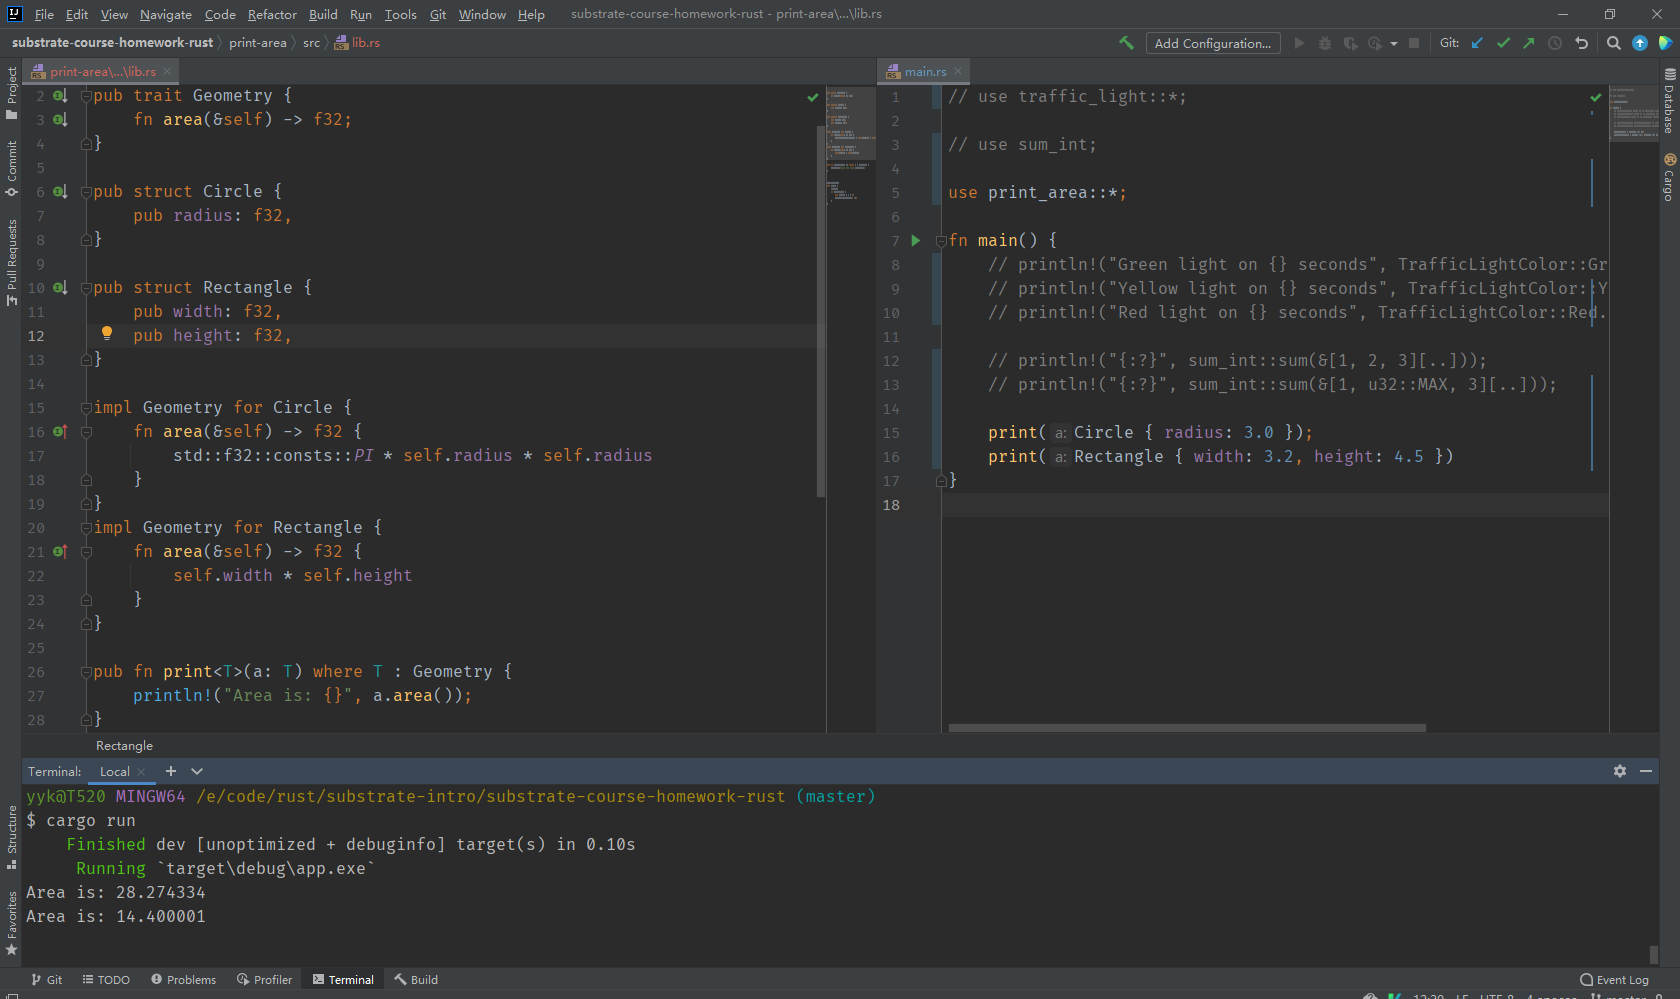 File Edit View Navigate Code Refactor Build Run Tools Git Window Help substrate-course-homework-rust - print-area\...\lib.rs
substrate-course-homework-rust print-area src lib.rs Add Configuration... Git:
print-area\...\lib.rs
main.rs
Project
Commit
Pull Requests
Structure
Favorites
2 pub trait Geometry {
3 fn area(&self) -> f32;
4 }
5
6 pub struct Circle {
7 pub radius: f32,
8 }
9
10 pub struct Rectangle {
11 pub width: f32,
12 pub height: f32,
13 }
14
15 impl Geometry for Circle {
16 fn area(&self) -> f32 {
17 std::f32::consts::PI * self.radius * self.radius
18 }
19 }
20 impl Geometry for Rectangle {
21 fn area(&self) -> f32 {
22 self.width * self.height
23 }
24 }
25
26 pub fn print<T>(a: T) where T : Geometry {
27 println!("Area is: {}", a.area());
28 }
Rectangle
1 // use traffic_light::*;
2
3 // use sum_int;
4
5 use print_area::*;
6
7 fn main() {
8 // println!("Green light on {} seconds", TrafficLightColor::Gr
9 // println!("Yellow light on {} seconds", TrafficLightColor::Y
10 // println!("Red light on {} seconds", TrafficLightColor::Red.
11
12 // println!("{:?}", sum_int::sum(&[1, 2, 3][..]));
13 // println!("{:?}", sum_int::sum(&[1, u32::MAX, 3][..]));
14
15 print( a: Circle { radius: 3.0 });
16 print( a: Rectangle { width: 3.2, height: 4.5 })
17 }
18
Database
Cargo
Terminal: Local
yyk@T520 MINGW64 /e/code/rust/substrate-intro/substrate-course-homework-rust (master)
$ cargo run
Finished dev [unoptimized + debuginfo] target(s) in 0.10s
Running `target\debug\app.exe`
Area is: 28.274334
Area is: 14.400001
Git TODO Problems Profiler Terminal Build Event Log